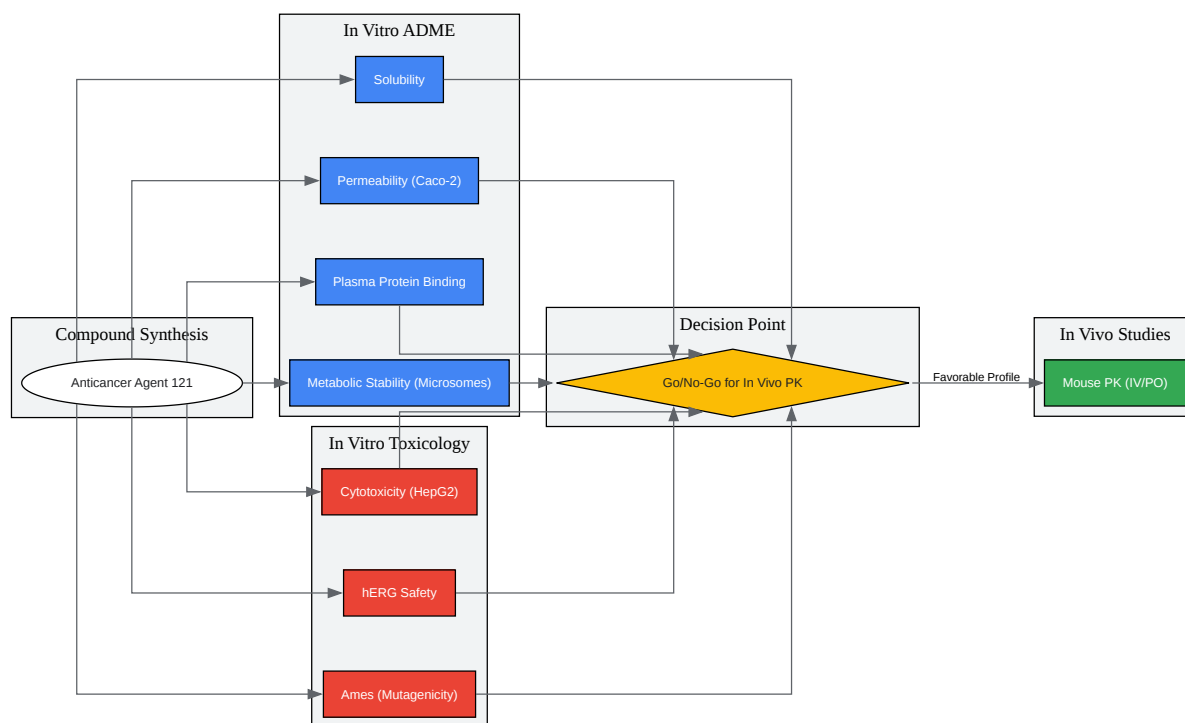 In Vitro ADME
Solubility
Permeability (Caco-2)
Plasma Protein Binding
Metabolic Stability (Microsomes)
Compound Synthesis
Anticancer Agent 121
Decision Point
Go/No-Go for In Vivo PK
Favorable Profile
In Vivo Studies
Mouse PK (IV/PO)
In Vitro Toxicology
Cytotoxicity (HepG2)
hERG Safety
Ames (Mutagenicity)